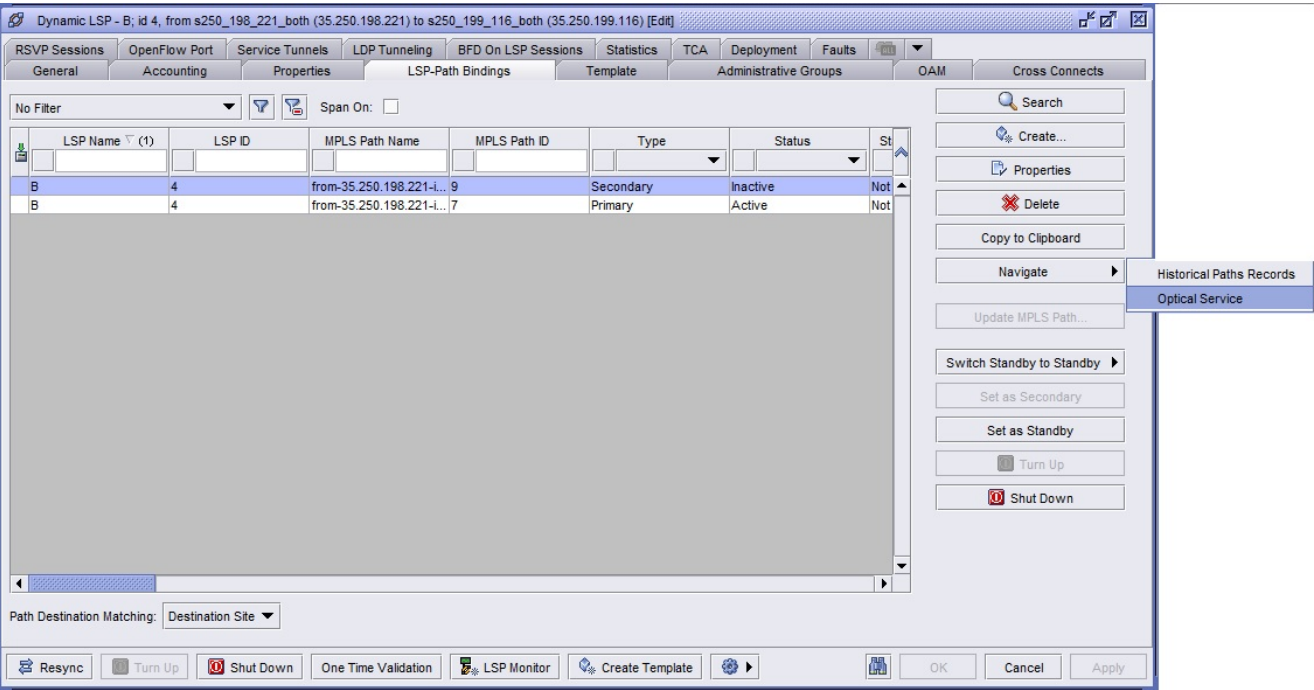 Dynamic LSP - B; id 4, from s250_198_221_both (35.250.198.221) to s250_199_116_both (35.250.199.116) [Edit]
RSVP Sessions OpenFlow Port Service Tunnels LDP Tunneling BFD On LSP Sessions Statistics TCA Deployment Faults ALL
General Accounting Properties LSP-Path Bindings Template Administrative Groups OAM Cross Connects
No Filter Span On: Search
LSP Name (1) LSP ID MPLS Path Name MPLS Path ID Type Status St
B 4 from-35.250.198.221-i... 9 Secondary Inactive Not
B 4 from-35.250.198.221-i... 7 Primary Active Not
Create...
Properties
Delete
Copy to Clipboard
Navigate
Historical Paths Records
Optical Service
Update MPLS Path...
Switch Standby to Standby
Set as Secondary
Set as Standby
Turn Up
Shut Down
Path Destination Matching: Destination Site
Resync Turn Up Shut Down One Time Validation LSP Monitor Create Template OK Cancel Apply